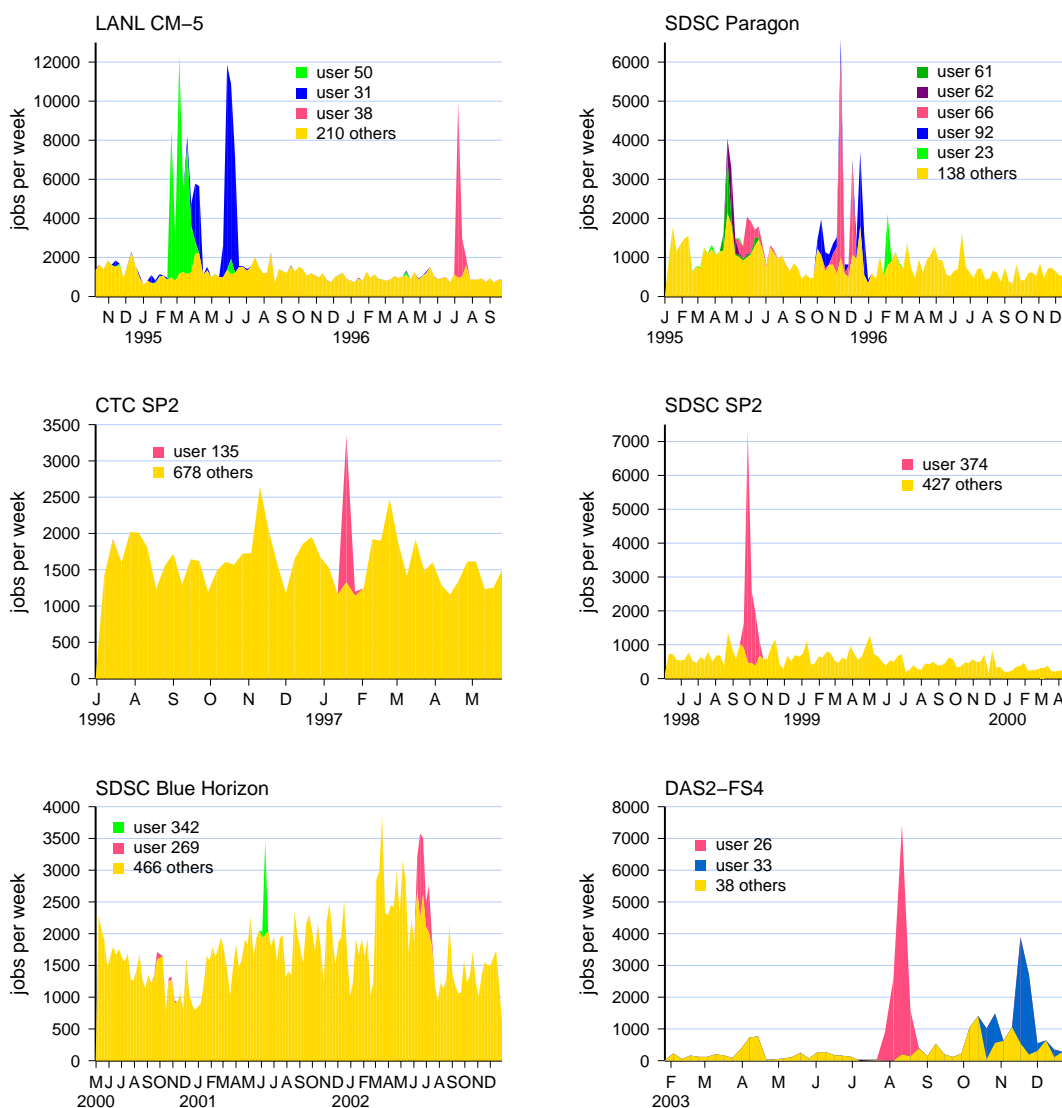 LANL CM−5
jobs per week
12000
10000
8000
6000
4000
2000
0
user 50
user 31
user 38
210 others
N D J F M A M J J A S O N D J F M A M J J A S
1995 1996
SDSC Paragon
jobs per week
6000
5000
4000
3000
2000
1000
0
user 61
user 62
user 66
user 92
user 23
138 others
J F M A M J J A S O N D J F M A M J J A S O N D
1995 1996
CTC SP2
jobs per week
3500
3000
2500
2000
1500
1000
500
0
user 135
678 others
J A S O N D J F M A M
1996 1997
SDSC SP2
jobs per week
7000
6000
5000
4000
3000
2000
1000
0
user 374
427 others
J J A S O N D J F M A M J J A S O N D J F M A
1998 1999 2000
SDSC Blue Horizon
jobs per week
4000
3500
3000
2500
2000
1500
1000
500
0
user 342
user 269
466 others
M J J A S O N D J F M A M J J A S O N D J F M A M J J A S O N D
2000 2001 2002
DAS2−FS4
jobs per week
8000
7000
6000
5000
4000
3000
2000
1000
0
user 26
user 33
38 others
F M A M J J A S O N D
2003